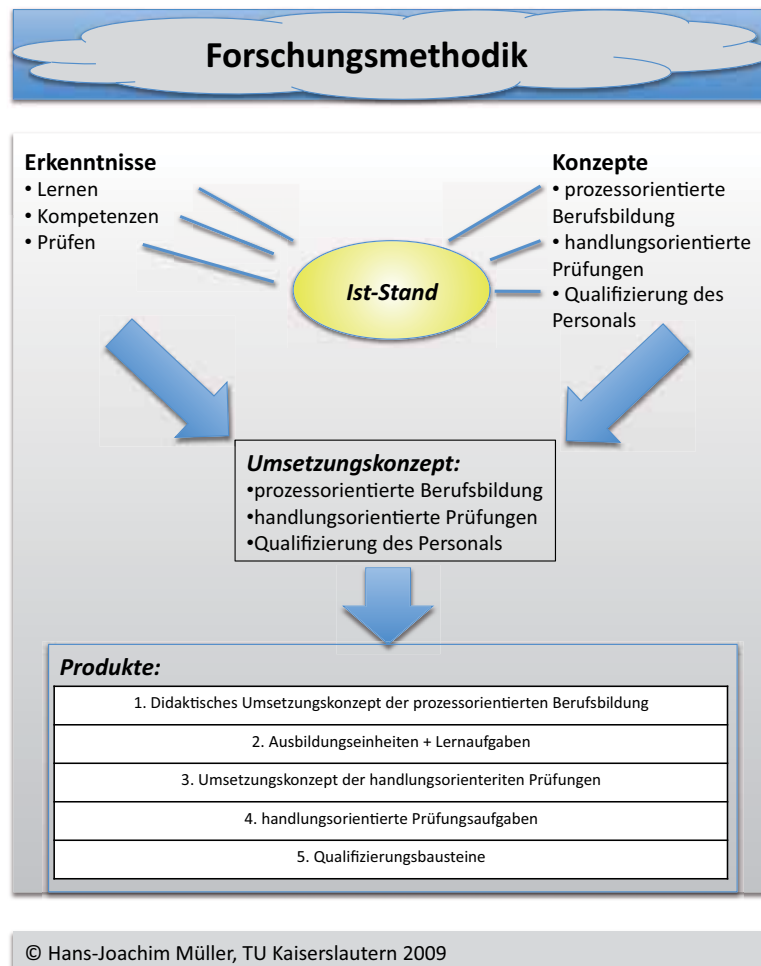 Forschungsmethodik
Erkenntnisse
• Lernen
• Kompetenzen
• Prüfen
Konzepte
• prozessorientierte
Berufsbildung
• handlungsorientierte
Prüfungen
• Qualifizierung des
Personals
Ist-Stand
Umsetzungskonzept:
•prozessorientierte Berufsbildung
•handlungsorientierte Prüfungen
•Qualifizierung des Personals
Produkte:
1. Didaktisches Umsetzungskonzept der prozessorientierten Berufsbildung
2. Ausbildungseinheiten + Lernaufgaben
3. Umsetzungskonzept der handlungsorienteriten Prüfungen
4. handlungsorientierte Prüfungsaufgaben
5. Qualifizierungsbausteine
© Hans-Joachim Müller, TU Kaiserslautern 2009